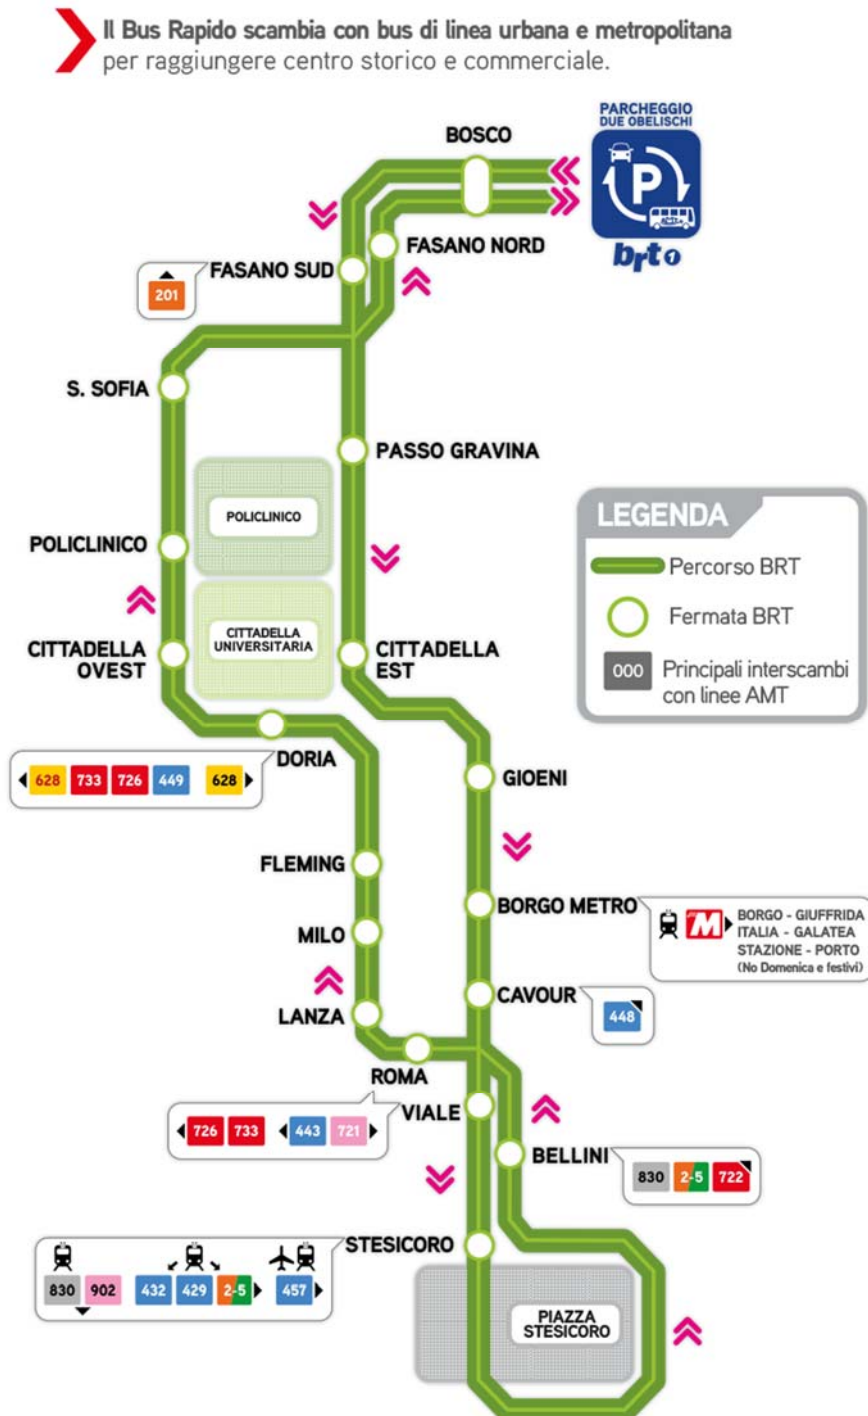 Il Bus Rapido scambia con bus di linea urbana e metropolitana
per raggiungere centro storico e commerciale.
PARCHEGGIO
DUE OBELISCHI
P
brt 1
BOSCO
FASANO NORD
FASANO SUD
201
S. SOFIA
PASSO GRAVINA
POLICLINICO
POLICLINICO
CITTADELLA
UNIVERSITARIA
CITTADELLA
OVEST
CITTADELLA
EST
LEGENDA
Percorso BRT
Fermata BRT
000 Principali interscambi
con linee AMT
DORIA
628 733 726 449 628
GIOENI
FLEMING
BORGO METRO
M
BORGO - GIUFFRIDA
ITALIA - GALATEA
STAZIONE - PORTO
(No Domenica e festivi)
MILO
CAVOUR
448
LANZA
ROMA
VIALE
726 733 443 721
BELLINI
830 2-5 722
STESICORO
830 902 432 429 2-5 457
PIAZZA
STESICORO